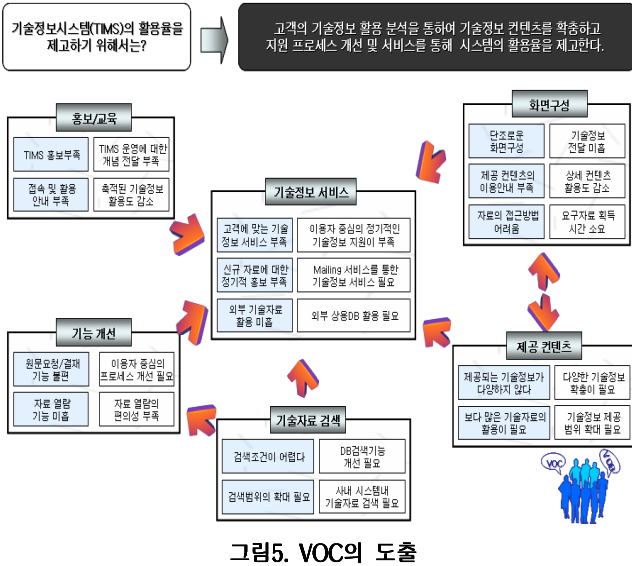 기술정보시스템(TIMS)의 활용율을
제고하기 위해서는?
고객의 기술정보 활용 분석을 통하여 기술정보 컨텐츠를 확충하고
지원 프로세스 개선 및 서비스를 통해 시스템의 활용율을 제고한다.
홍보/교육
TIMS 홍보부족
TIMS 운영에 대한
개념 전달 부족
접속 및 활용
안내 부족
축적된 기술정보
활용도 감소
화면구성
단조로운
화면구성
기술정보
전달 미흡
제공 컨텐츠의
이용안내 부족
상세 컨텐츠
활용도 감소
자료의 접근방법
어려움
요구자료 획득
시간 소요
기술정보 서비스
고객에 맞는 기술
정보 서비스 부족
이용자 중심의 정기적인
기술정보 지원이 부족
신규 자료에 대한
정기적 홍보 부족
Mailing 서비스를 통한
기술정보 서비스 필요
외부 기술자료
활용 미흡
외부 상용DB 활용 필요
기능 개선
원문요청/결재
기능 불편
이용자 중심의
프로세스 개선 필요
자료 열람
기능 미흡
자료 열람의
편의성 부족
제공 컨텐츠
제공되는 기술정보가
다양하지 않다
다양한 기술정보
확충이 필요
보다 많은 기술자료의
활용이 필요
기술정보 제공
범위 확대 필요
기술자료 검색
검색조건이 어렵다
DB검색기능
개선 필요
검색범위의 확대 필요
사내 시스템내
기술자료 검색 필요
VOC
VOB
그림5. VOC의 도출